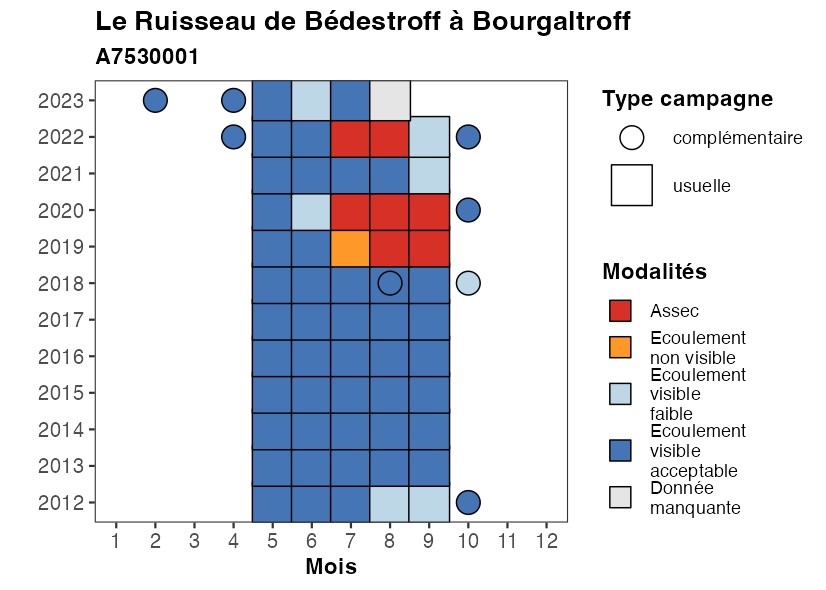 Le Ruisseau de Bédestroff à Bourgaltroff
A7530001
2023
2022
2021
2020
2019
2018
2017
2016
2015
2014
2013
2012
1 2 3 4 5 6 7 8 9 10 11 12
Mois
Type campagne
complémentaire
usuelle
Modalités
Assec
Ecoulement
non visible
Ecoulement
visible
faible
Ecoulement
visible
acceptable
Donnée
manquante